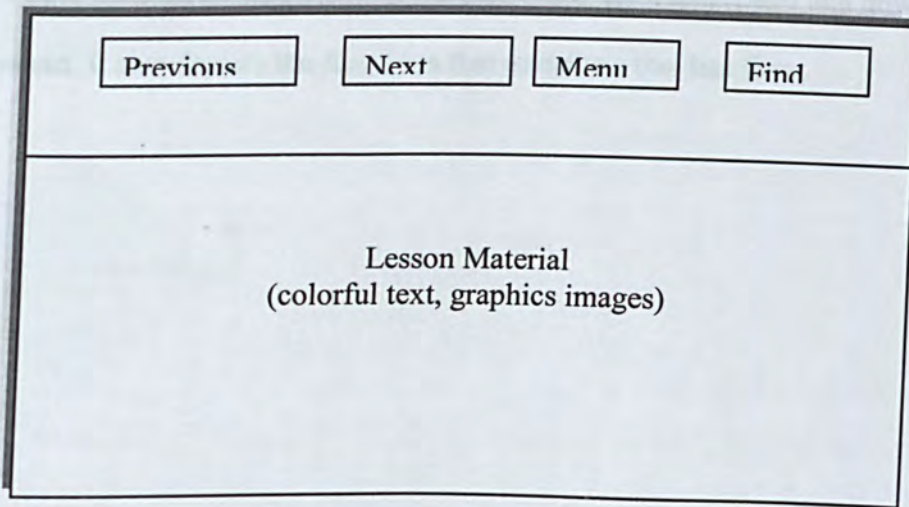 Previous Next Menu Find
Lesson Material
(colorful text, graphics images)